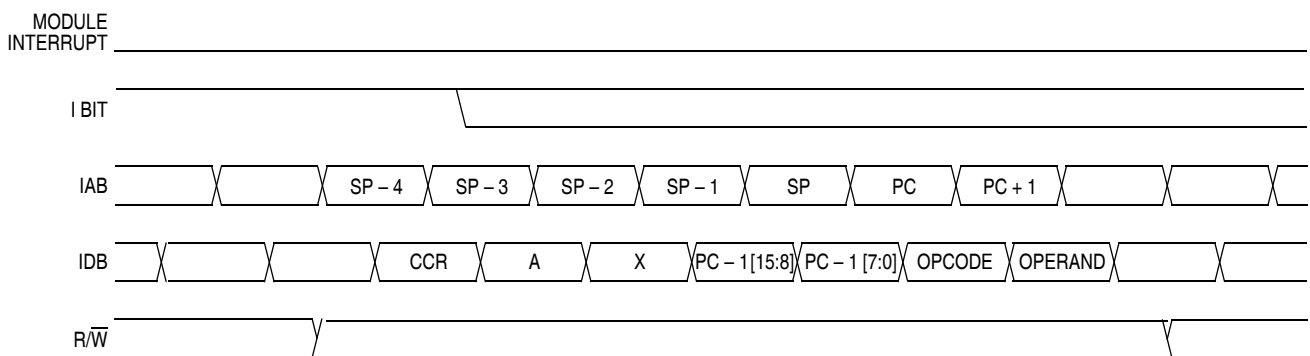 MODULE
INTERRUPT
I BIT
IAB SP – 4 SP – 3 SP – 2 SP – 1 SP PC PC + 1
IDB CCR A X PC – 1[15:8] PC – 1 [7:0] OPCODE OPERAND
R/W̅